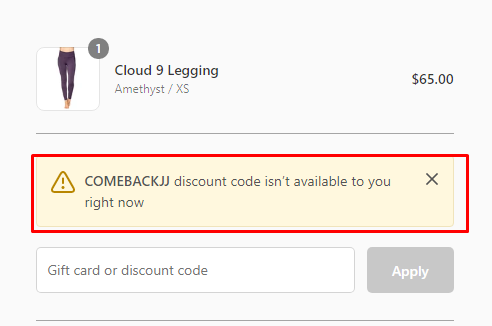 1
Cloud 9 Legging
Amethyst / XS
$65.00
COMEBACKJJ discount code isn’t available to you
right now
Gift card or discount code
Apply